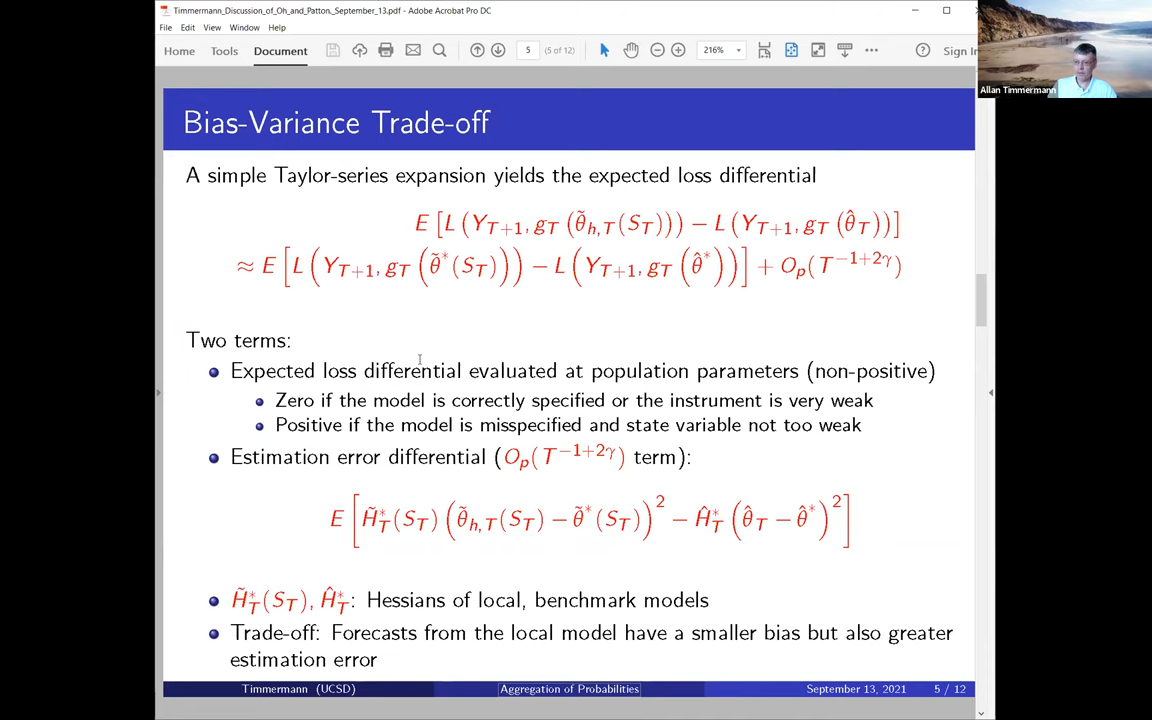 Timmermann_Discussion_of_Oh_and_Patton,_September_13.pdf - Adobe Acrobat Pro DC
File Edit View Window Help
Home Tools Document 5 (5 of 12) 216% Sign In
Allan Timmermann
Bias-Variance Trade-off
A simple Taylor-series expansion yields the expected loss differential
E [L (Y_{T+1}, g_T (θ̃_{h,T}(S_T))) − L (Y_{T+1}, g_T (θ̂_T))]
≈ E [L (Y_{T+1}, g_T (θ̃*(S_T))) − L (Y_{T+1}, g_T (θ̂*))] + O_p(T^{−1+2γ})
Two terms:
Expected loss differential evaluated at population parameters (non-positive)
Zero if the model is correctly specified or the instrument is very weak
Positive if the model is misspecified and state variable not too weak
Estimation error differential (O_p(T^{−1+2γ}) term):
E [H̃*_T(S_T) (θ̃_{h,T}(S_T) − θ̃*(S_T))² − Ĥ*_T (θ̂_T − θ̂*)²]
H̃*_T(S_T), Ĥ*_T: Hessians of local, benchmark models
Trade-off: Forecasts from the local model have a smaller bias but also greater
estimation error
Timmermann (UCSD) Aggregation of Probabilities September 13, 2021 5 / 12